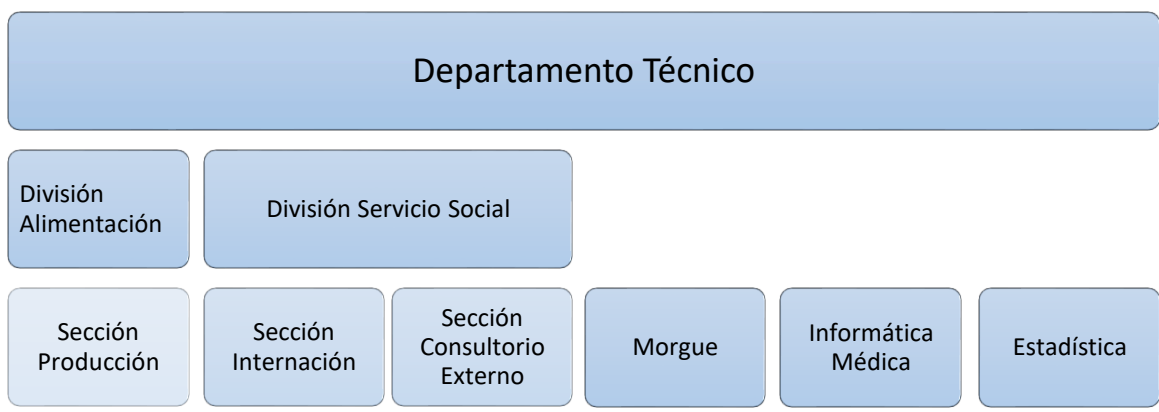 Departamento Técnico
División
Alimentación
División Servicio Social
Sección
Producción
Sección
Internación
Sección
Consultorio
Externo
Morgue
Informática
Médica
Estadística